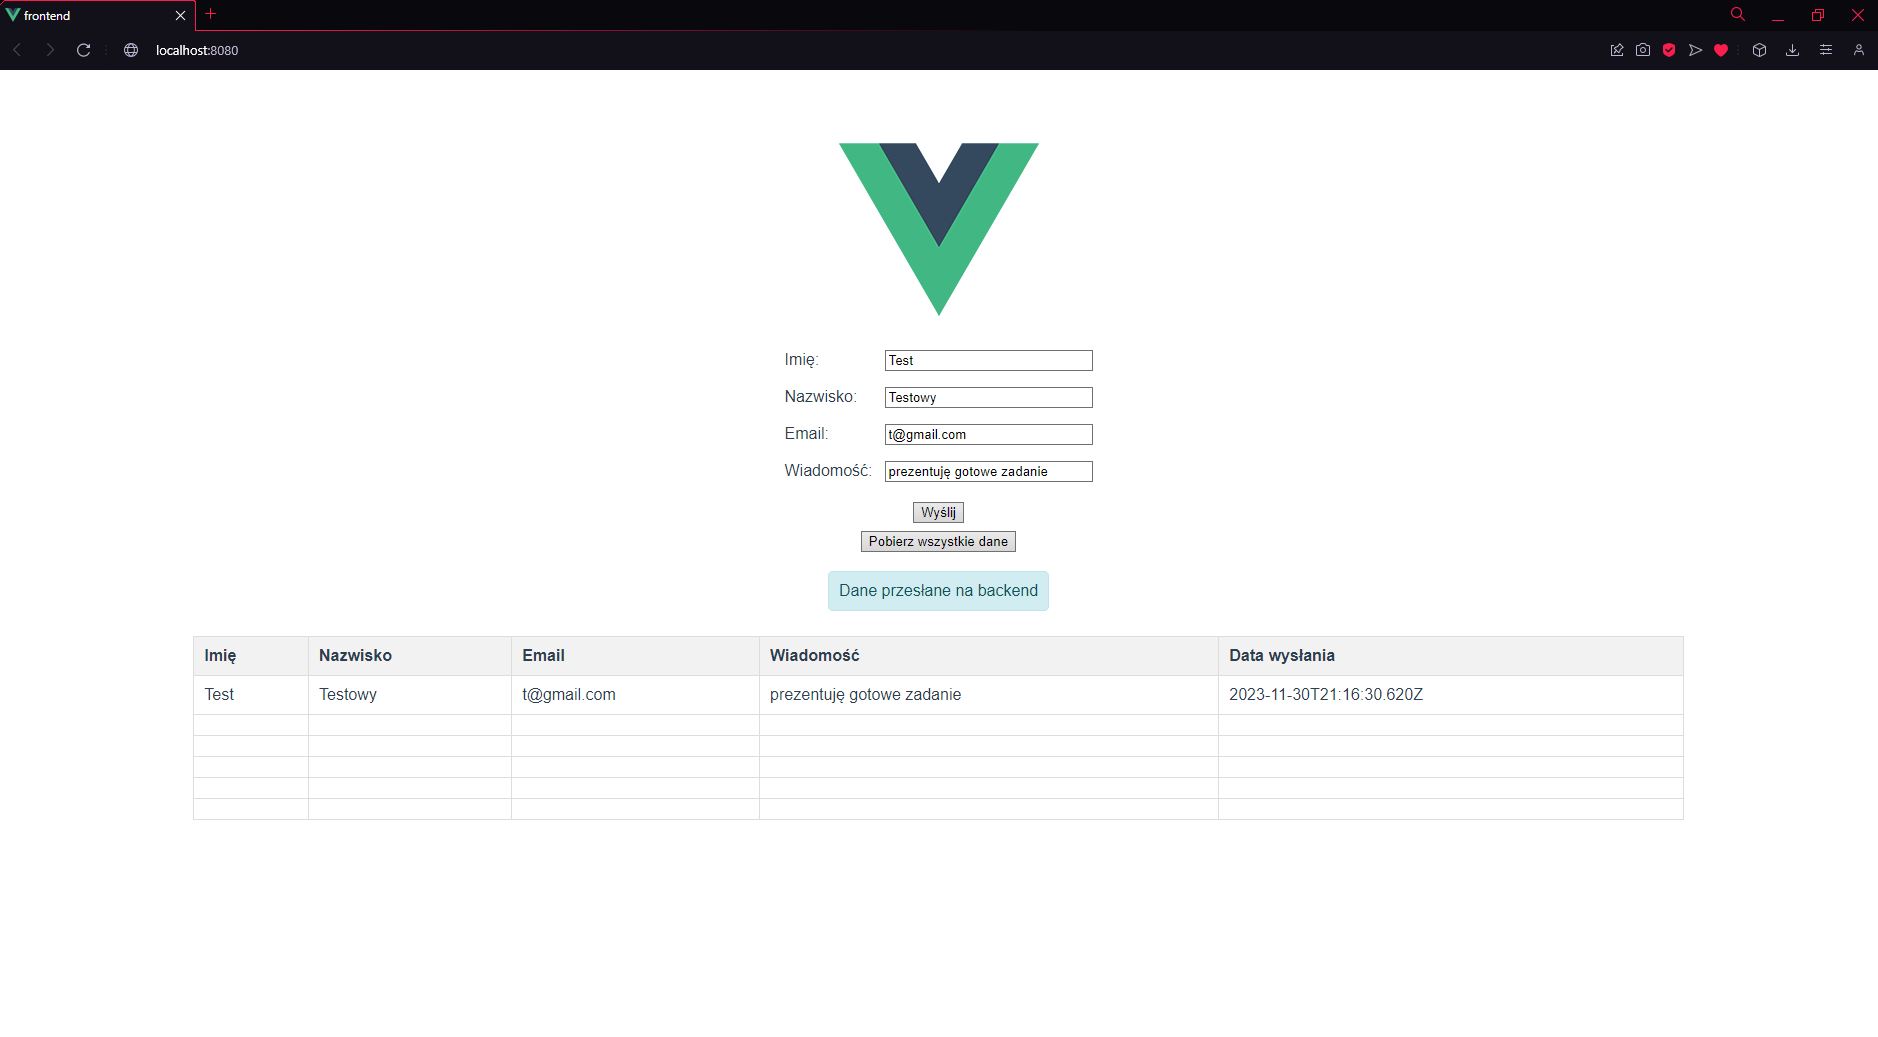 frontend
localhost:8080
Imię: Test
Nazwisko: Testowy
Email: t@gmail.com
Wiadomość: prezentuję gotowe zadanie
Wyślij
Pobierz wszystkie dane
Dane przesłane na backend
Imię Nazwisko Email Wiadomość Data wysłania
Test Testowy t@gmail.com prezentuję gotowe zadanie 2023-11-30T21:16:30.620Z